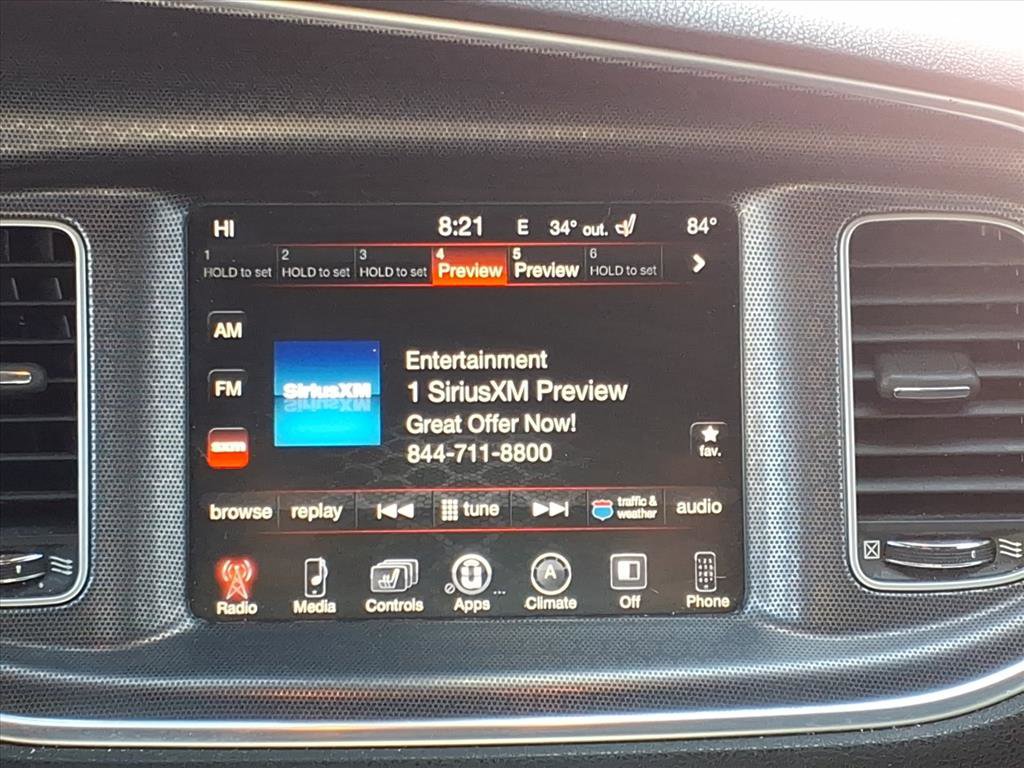 HI 8:21 E 34° out. 84°
1 2 3 4 5 6
HOLD to set HOLD to set HOLD to set Preview Preview HOLD to set
AM
FM
SXM
SiriusXM
Entertainment
1 SiriusXM Preview
Great Offer Now!
844-711-8800
fav.
browse replay tune traffic & weather audio
A
Radio Media Controls Apps ... Climate Off Phone